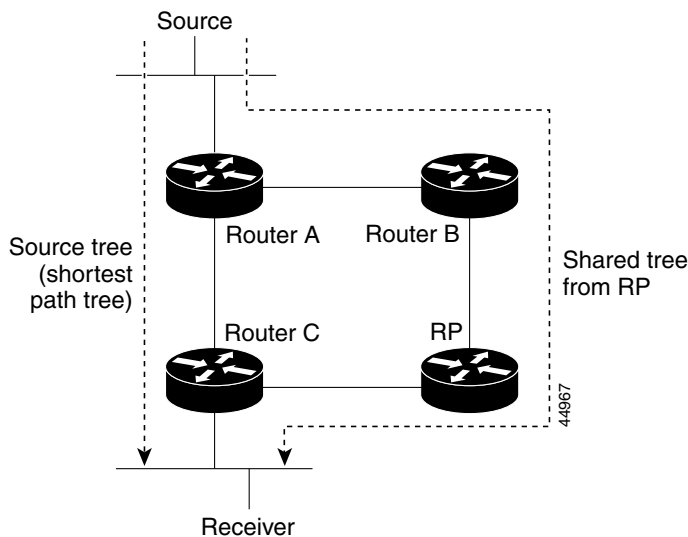 Source
Router A
Router B
Source tree
(shortest
path tree)
Shared tree
from RP
Router C
RP
44967
Receiver